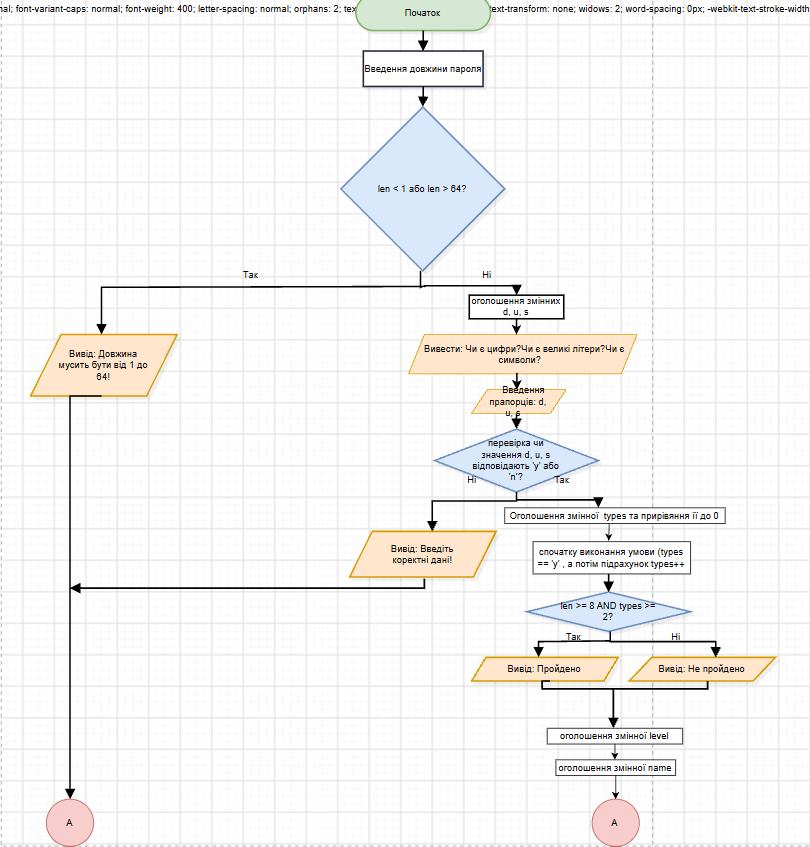 al; font-variant-caps: normal; font-weight: 400; letter-spacing: normal; orphans: 2; tex
text-transform: none; widows: 2; word-spacing: 0px; -webkit-text-stroke-width
Початок
Введення довжини пароля
len < 1 або len > 64?
Так
Ні
оголошення змінних
d, u, s
Вивід: Довжина
мусить бути від 1 до
64!
Вивести: Чи є цифри?Чи є великі літери?Чи є
символи?
Введення
прапорців: d,
u, s
перевірка чи
значення d, u, s
відповідають 'y' або
'n'?
Ні
Так
Оголошення змінної types та прирівяння її до 0
Вивід: Введіть
коректні дані!
спочатку виконання умови (types
== 'y' , а потім підрахунок types++
len >= 8 AND types >=
2?
Так
Ні
Вивід: Пройдено
Вивід: Не пройдено
оголошення змінної level
оголошення змінної name
А
А